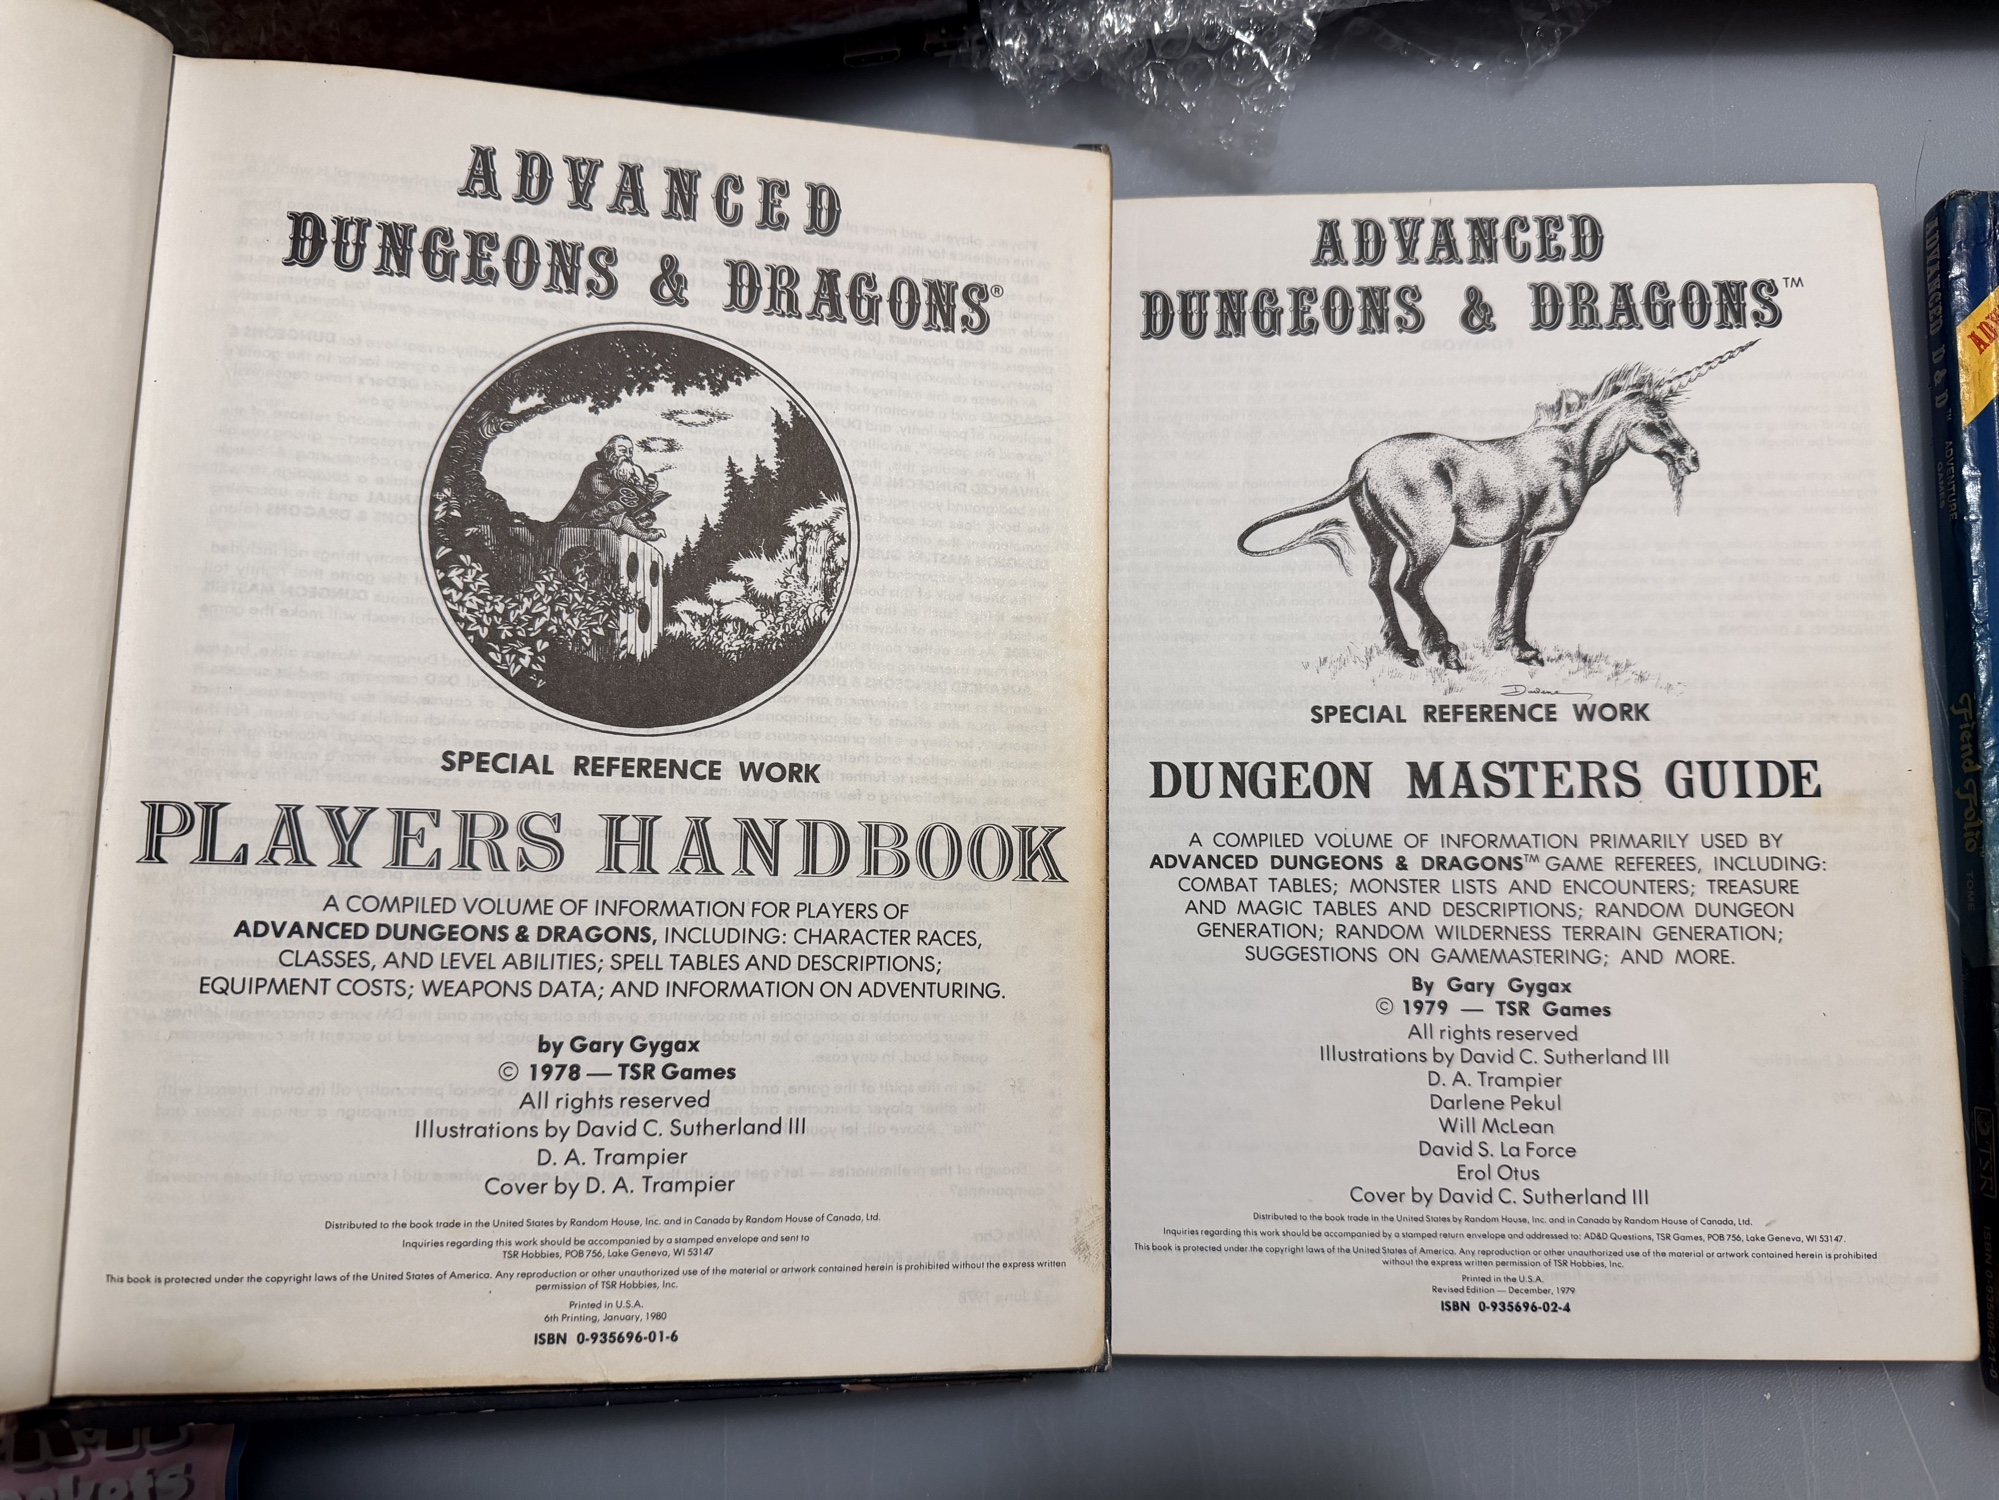 ADVANCED
DUNGEONS & DRAGONS®
SPECIAL REFERENCE WORK
PLAYERS HANDBOOK
A COMPILED VOLUME OF INFORMATION FOR PLAYERS OF
ADVANCED DUNGEONS & DRAGONS, INCLUDING: CHARACTER RACES,
CLASSES, AND LEVEL ABILITIES; SPELL TABLES AND DESCRIPTIONS;
EQUIPMENT COSTS; WEAPONS DATA; AND INFORMATION ON ADVENTURING.
by Gary Gygax
© 1978 — TSR Games
All rights reserved
Illustrations by David C. Sutherland III
D. A. Trampier
Cover by D. A. Trampier
Distributed to the book trade in the United States by Random House, Inc. and in Canada by Random House of Canada, Ltd.
Inquiries regarding this work should be accompanied by a stamped envelope and sent to
TSR Hobbies, POB 756, Lake Geneva, WI 53147
This book is protected under the copyright laws of the United States of America. Any reproduction or other unauthorized use of the material or artwork contained herein is prohibited without the express written
permission of TSR Hobbies, Inc.
Printed in U.S.A.
6th Printing, January, 1980
ISBN 0-935696-01-6
ADVANCED
DUNGEONS & DRAGONS™
Darlene
SPECIAL REFERENCE WORK
DUNGEON MASTERS GUIDE
A COMPILED VOLUME OF INFORMATION PRIMARILY USED BY
ADVANCED DUNGEONS & DRAGONS™ GAME REFEREES, INCLUDING:
COMBAT TABLES; MONSTER LISTS AND ENCOUNTERS; TREASURE
AND MAGIC TABLES AND DESCRIPTIONS; RANDOM DUNGEON
GENERATION; RANDOM WILDERNESS TERRAIN GENERATION;
SUGGESTIONS ON GAMEMASTERING; AND MORE.
By Gary Gygax
© 1979 — TSR Games
All rights reserved
Illustrations by David C. Sutherland III
D. A. Trampier
Darlene Pekul
Will McLean
David S. La Force
Erol Otus
Cover by David C. Sutherland III
Distributed to the book trade in the United States by Random House, Inc. and in Canada by Random House of Canada, Ltd.
Inquiries regarding this work should be accompanied by a stamped return envelope and addressed to: AD&D Questions, TSR Games, POB 756, Lake Geneva, WI 53147.
This book is protected under the copyright laws of the United States of America. Any reproduction or other unauthorized use of the material or artwork contained herein is prohibited
without the express written permission of TSR Hobbies, Inc.
Printed in the U.S.A.
Revised Edition — December, 1979
ISBN 0-935696-02-4
ADVANCED D & D™ ADVENTURE
GAMES
Fiend Folio™ TOME
TSR
ISBN 0-935696-21-0